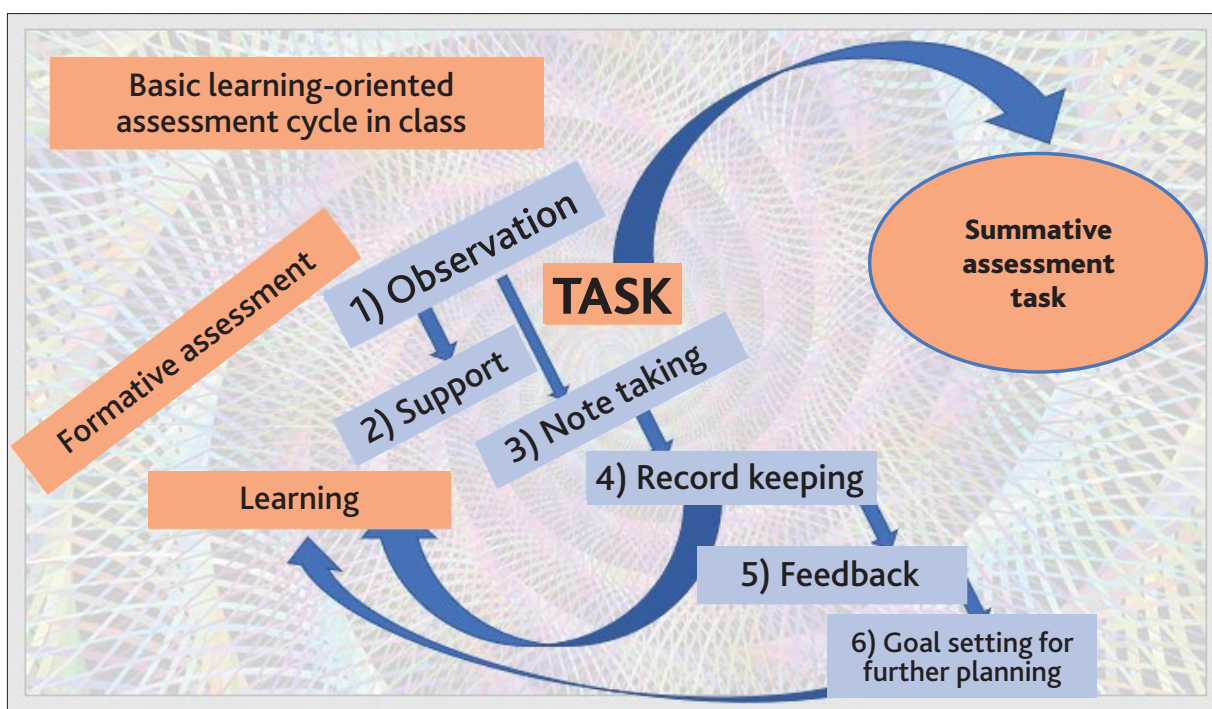 Basic learning-oriented
assessment cycle in class
Formative assessment
1) Observation
TASK
Summative
assessment
task
2) Support
3) Note taking
Learning
4) Record keeping
5) Feedback
6) Goal setting for
further planning